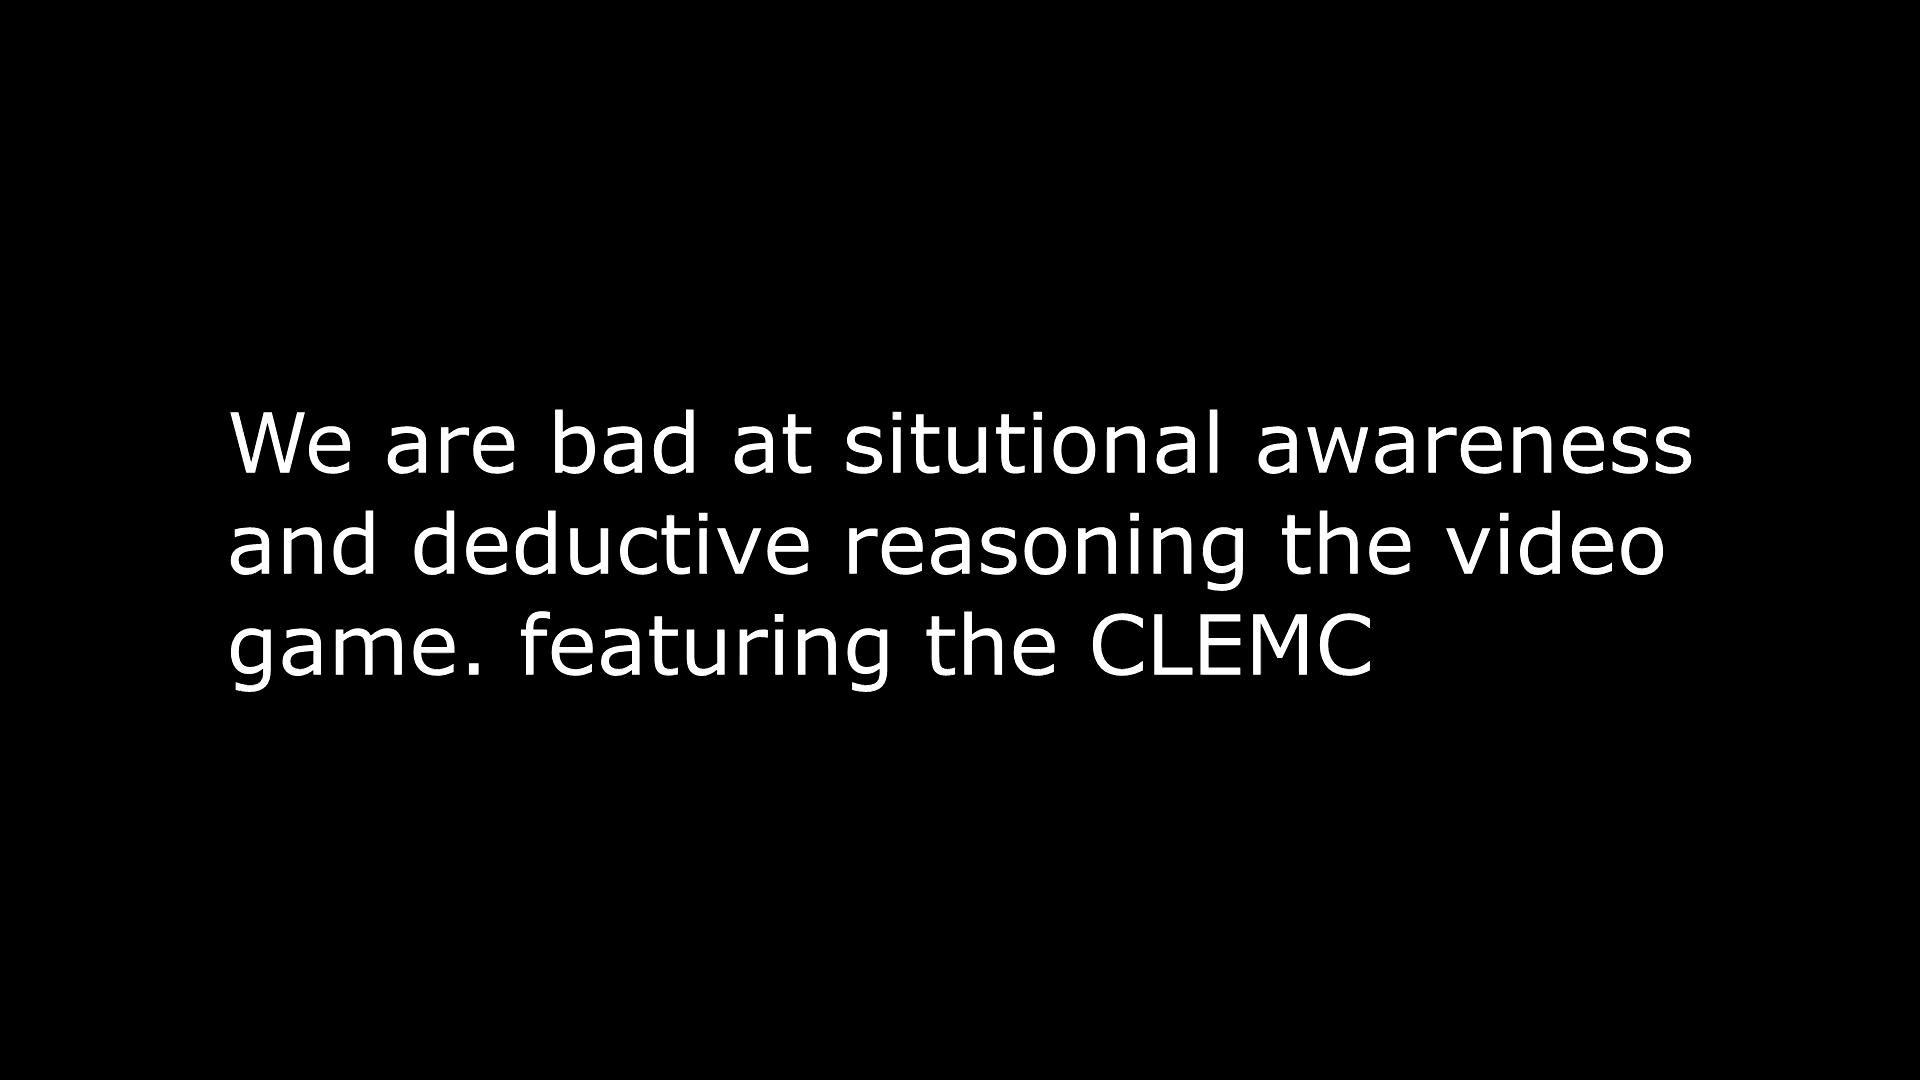 We are bad at situtional awareness
and deductive reasoning the video
game. featuring the CLEMC